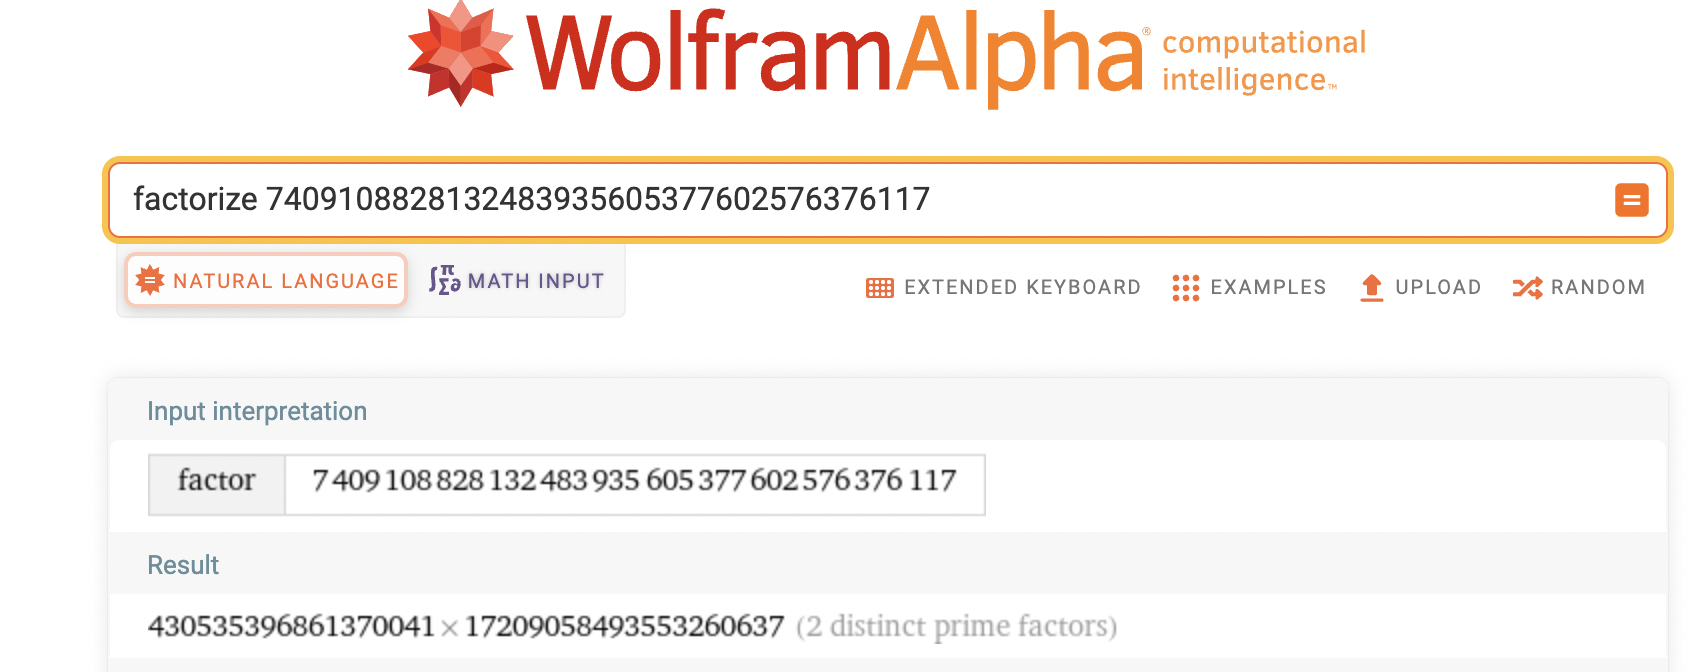 WolframAlpha® computational intelligence™
factorize 7409108828132483935605377602576376117
NATURAL LANGUAGE
∫π Σ∂ MATH INPUT
EXTENDED KEYBOARD
EXAMPLES
UPLOAD
RANDOM
Input interpretation
factor 7 409 108 828 132 483 935 605 377 602 576 376 117
Result
430535396861370041 × 17209058493553260637 (2 distinct prime factors)